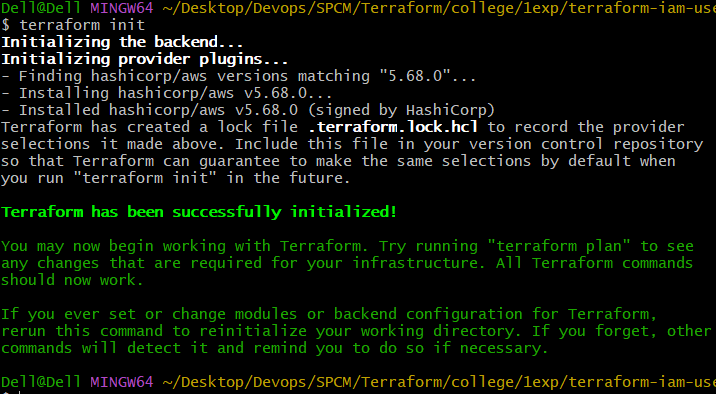 Dell@Dell MINGW64 ~/Desktop/Devops/SPCM/Terraform/college/1exp/terraform-iam-use
$ terraform init
Initializing the backend...
Initializing provider plugins...
- Finding hashicorp/aws versions matching "5.68.0"...
- Installing hashicorp/aws v5.68.0...
- Installed hashicorp/aws v5.68.0 (signed by HashiCorp)
Terraform has created a lock file .terraform.lock.hcl to record the provider
selections it made above. Include this file in your version control repository
so that Terraform can guarantee to make the same selections by default when
you run "terraform init" in the future.
Terraform has been successfully initialized!
You may now begin working with Terraform. Try running "terraform plan" to see
any changes that are required for your infrastructure. All Terraform commands
should now work.
If you ever set or change modules or backend configuration for Terraform,
rerun this command to reinitialize your working directory. If you forget, other
commands will detect it and remind you to do so if necessary.
Dell@Dell MINGW64 ~/Desktop/Devops/SPCM/Terraform/college/1exp/terraform-iam-use